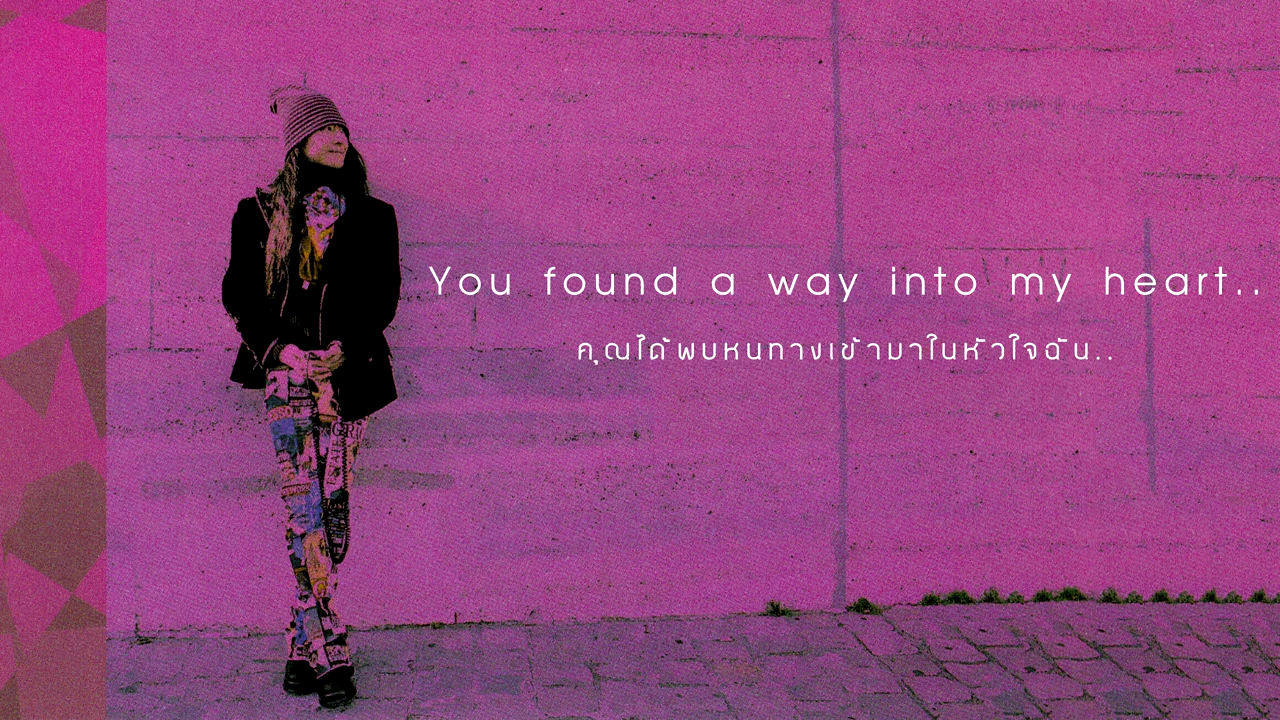 You found a way into my heart..
คุณได้พบหนทางเข้ามาในหัวใจฉัน..